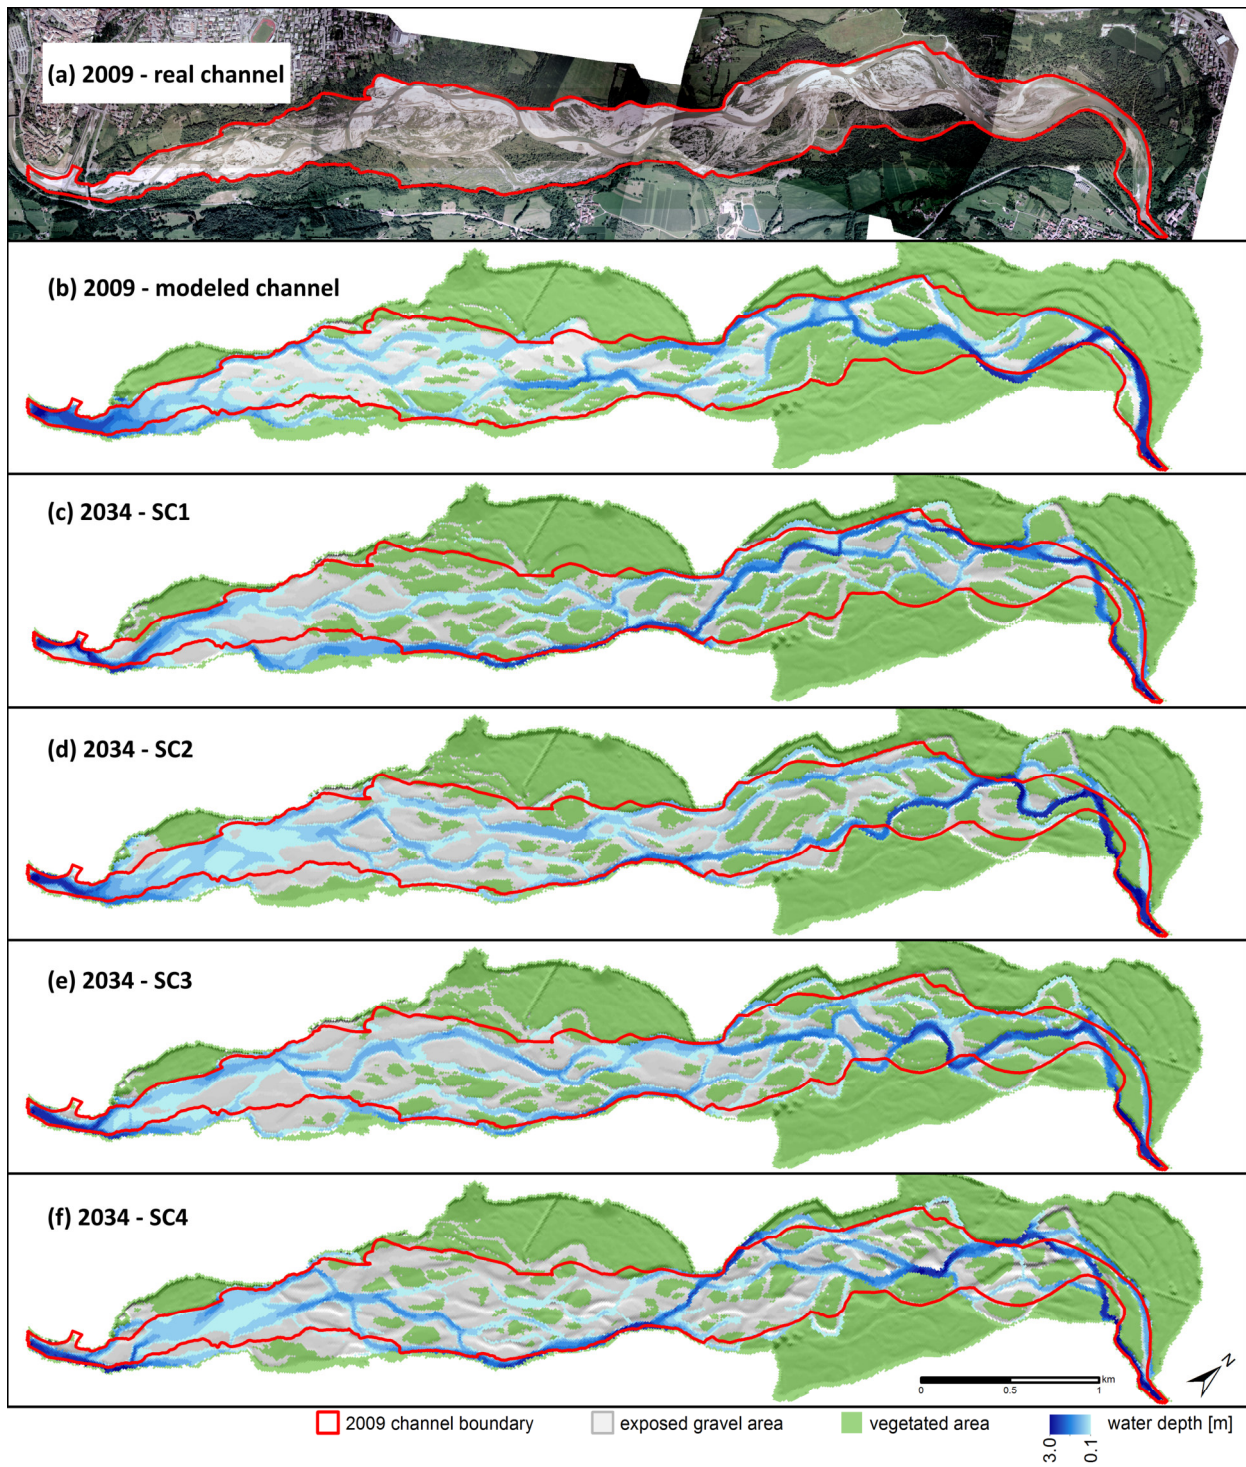 (a) 2009 - real channel
(b) 2009 - modeled channel
(c) 2034 - SC1
(d) 2034 - SC2
(e) 2034 - SC3
(f) 2034 - SC4
N
km
0 0.5 1
2009 channel boundary exposed gravel area vegetated area water depth [m]
3.0 0.1